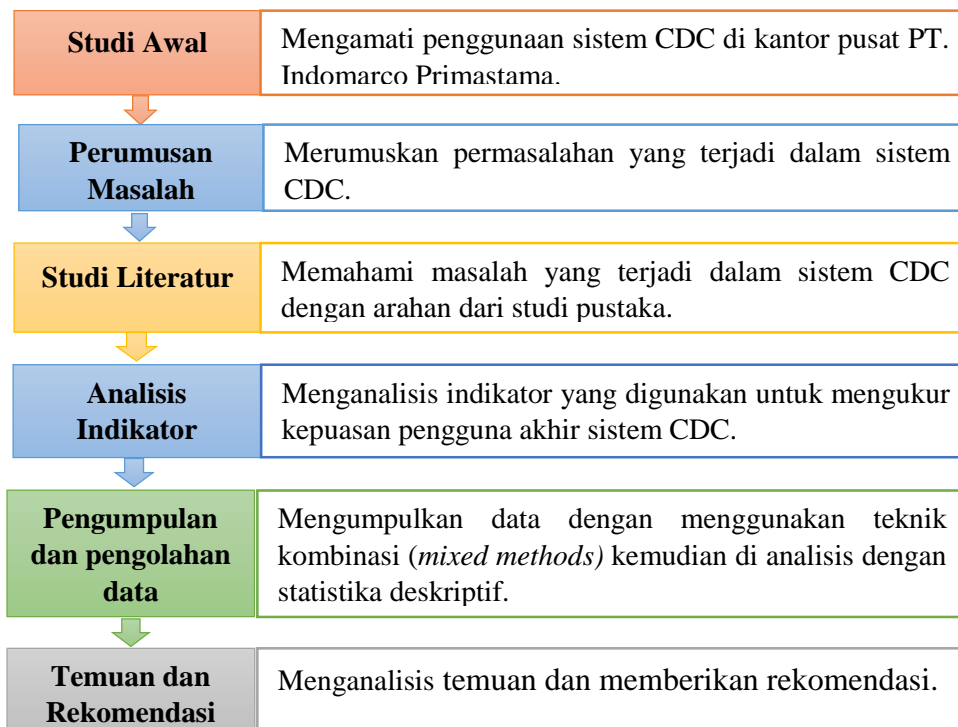 Studi Awal
Mengamati penggunaan sistem CDC di kantor pusat PT.
Indomarco Primastama.
Perumusan
Masalah
Merumuskan permasalahan yang terjadi dalam sistem
CDC.
Studi Literatur
Memahami masalah yang terjadi dalam sistem CDC
dengan arahan dari studi pustaka.
Analisis
Indikator
Menganalisis indikator yang digunakan untuk mengukur
kepuasan pengguna akhir sistem CDC.
Pengumpulan
dan pengolahan
data
Mengumpulkan data dengan menggunakan teknik
kombinasi (mixed methods) kemudian di analisis dengan
statistika deskriptif.
Temuan dan
Rekomendasi
Menganalisis temuan dan memberikan rekomendasi.